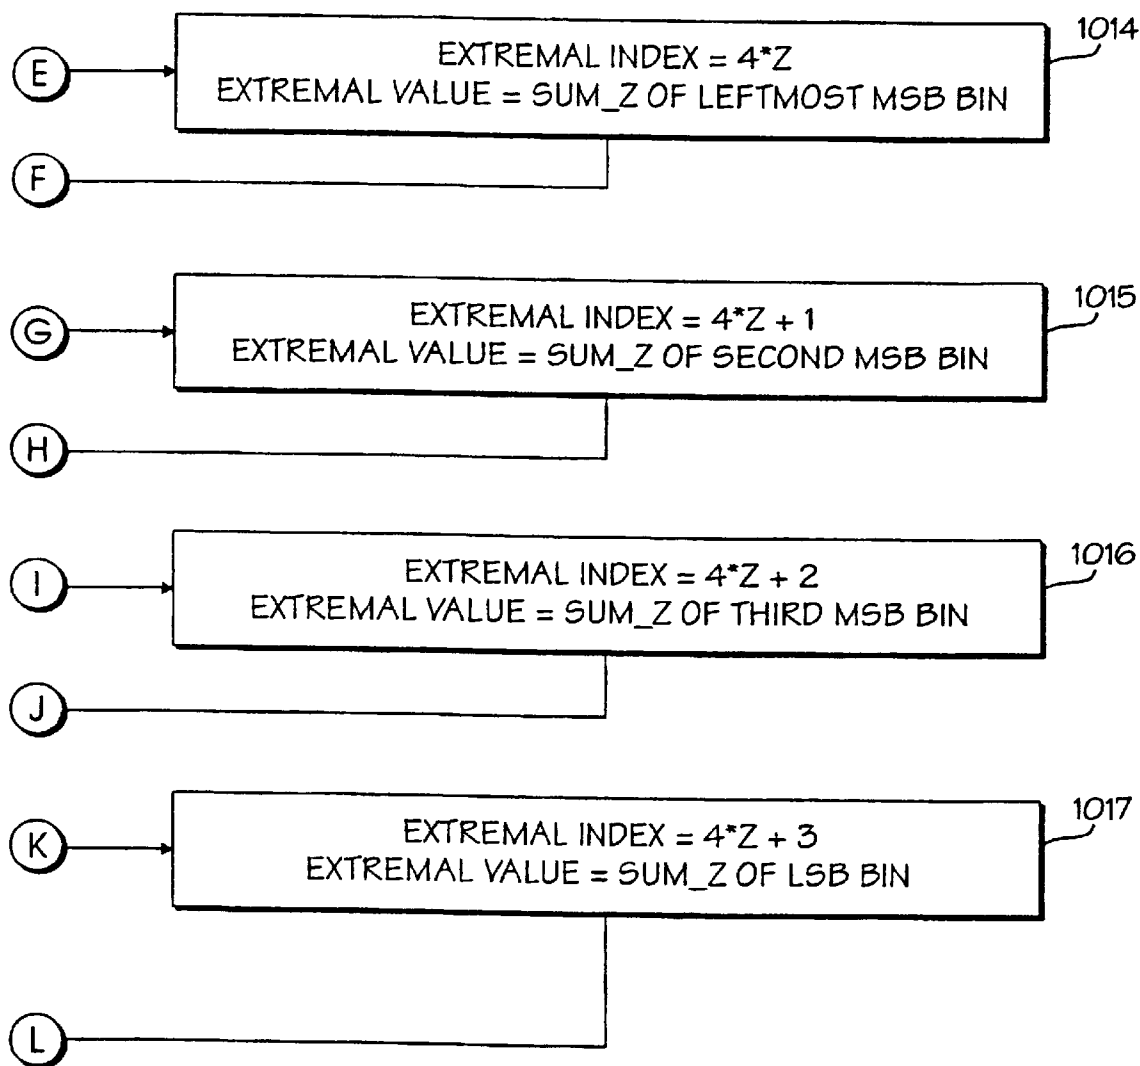 1014
E
EXTREMAL INDEX = 4*Z
EXTREMAL VALUE = SUM_Z OF LEFTMOST MSB BIN
F
1015
G
EXTREMAL INDEX = 4*Z + 1
EXTREMAL VALUE = SUM_Z OF SECOND MSB BIN
H
1016
I
EXTREMAL INDEX = 4*Z + 2
EXTREMAL VALUE = SUM_Z OF THIRD MSB BIN
J
1017
K
EXTREMAL INDEX = 4*Z + 3
EXTREMAL VALUE = SUM_Z OF LSB BIN
L